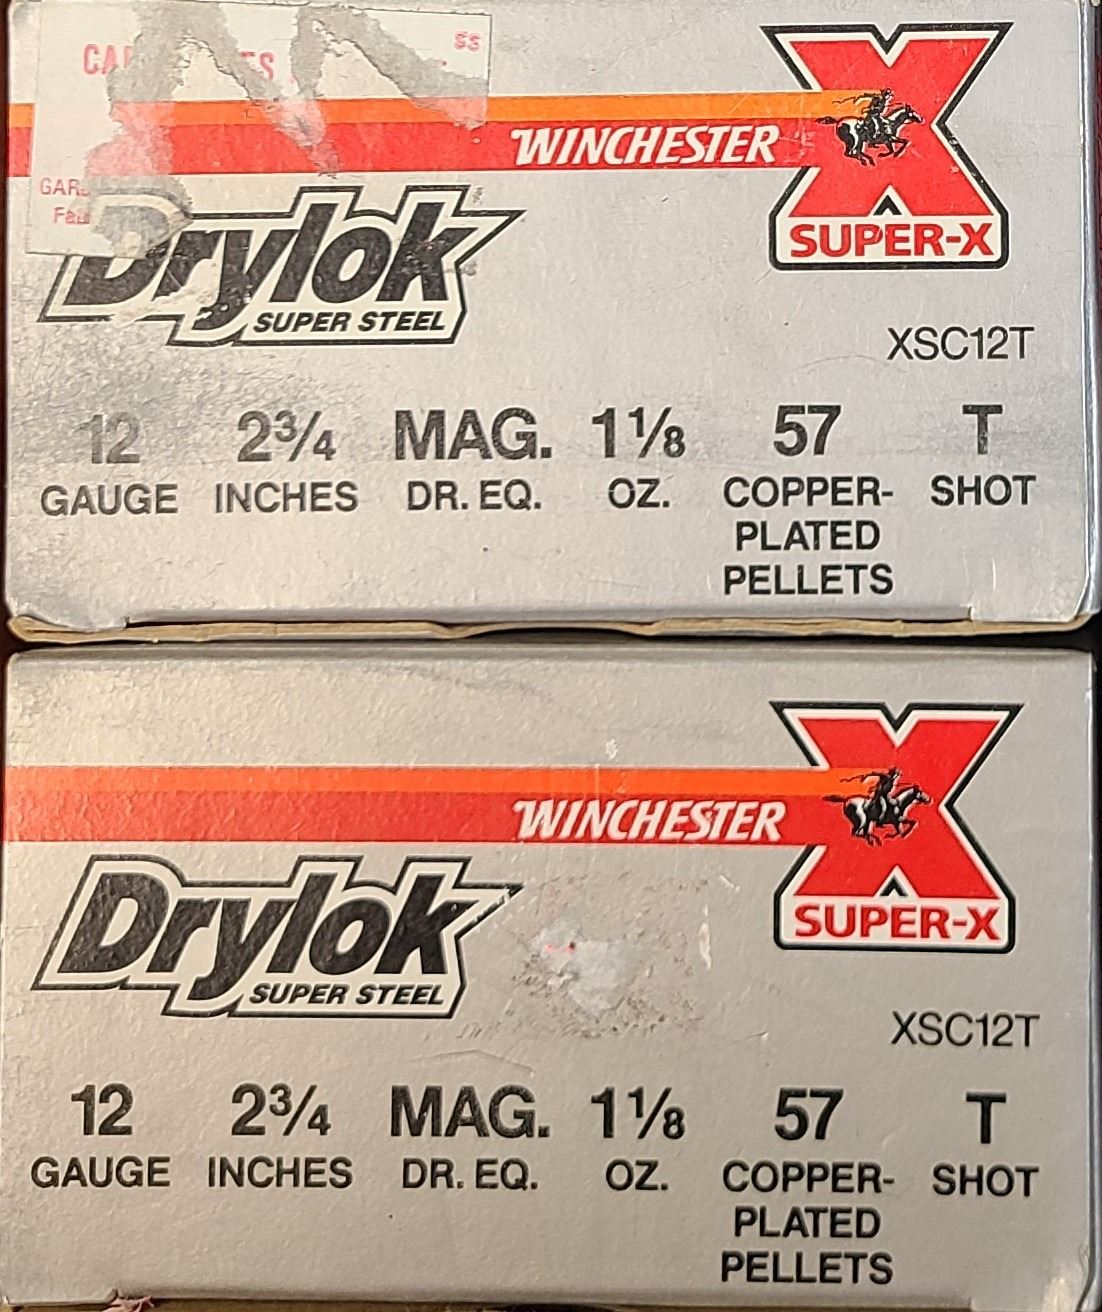 SS
WINCHESTER
Drylok
SUPER STEEL
X
SUPER-X
XSC12T
12 2¾ MAG. 1⅛ 57 T
GAUGE INCHES DR. EQ. OZ. COPPER- SHOT
PLATED
PELLETS
WINCHESTER
Drylok
SUPER STEEL
X
SUPER-X
XSC12T
12 2¾ MAG. 1⅛ 57 T
GAUGE INCHES DR. EQ. OZ. COPPER- SHOT
PLATED
PELLETS